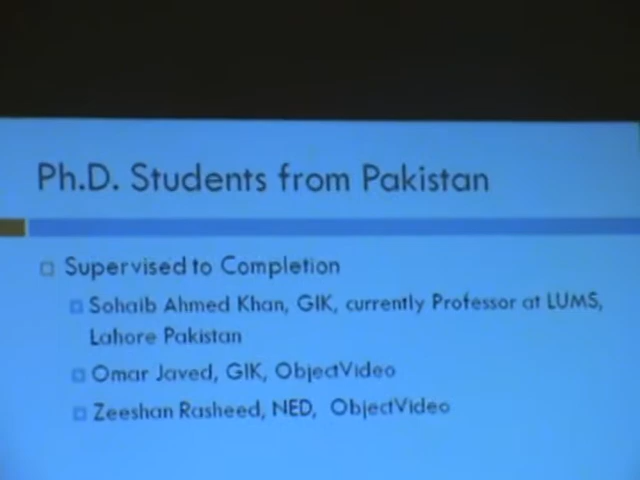 Ph.D. Students from Pakistan
Supervised to Completion
Sohaib Ahmed Khan, GIK, currently Professor at LUMS,
Lahore Pakistan
Omar Javed, GIK, ObjectVideo
Zeeshan Rasheed, NED, ObjectVideo